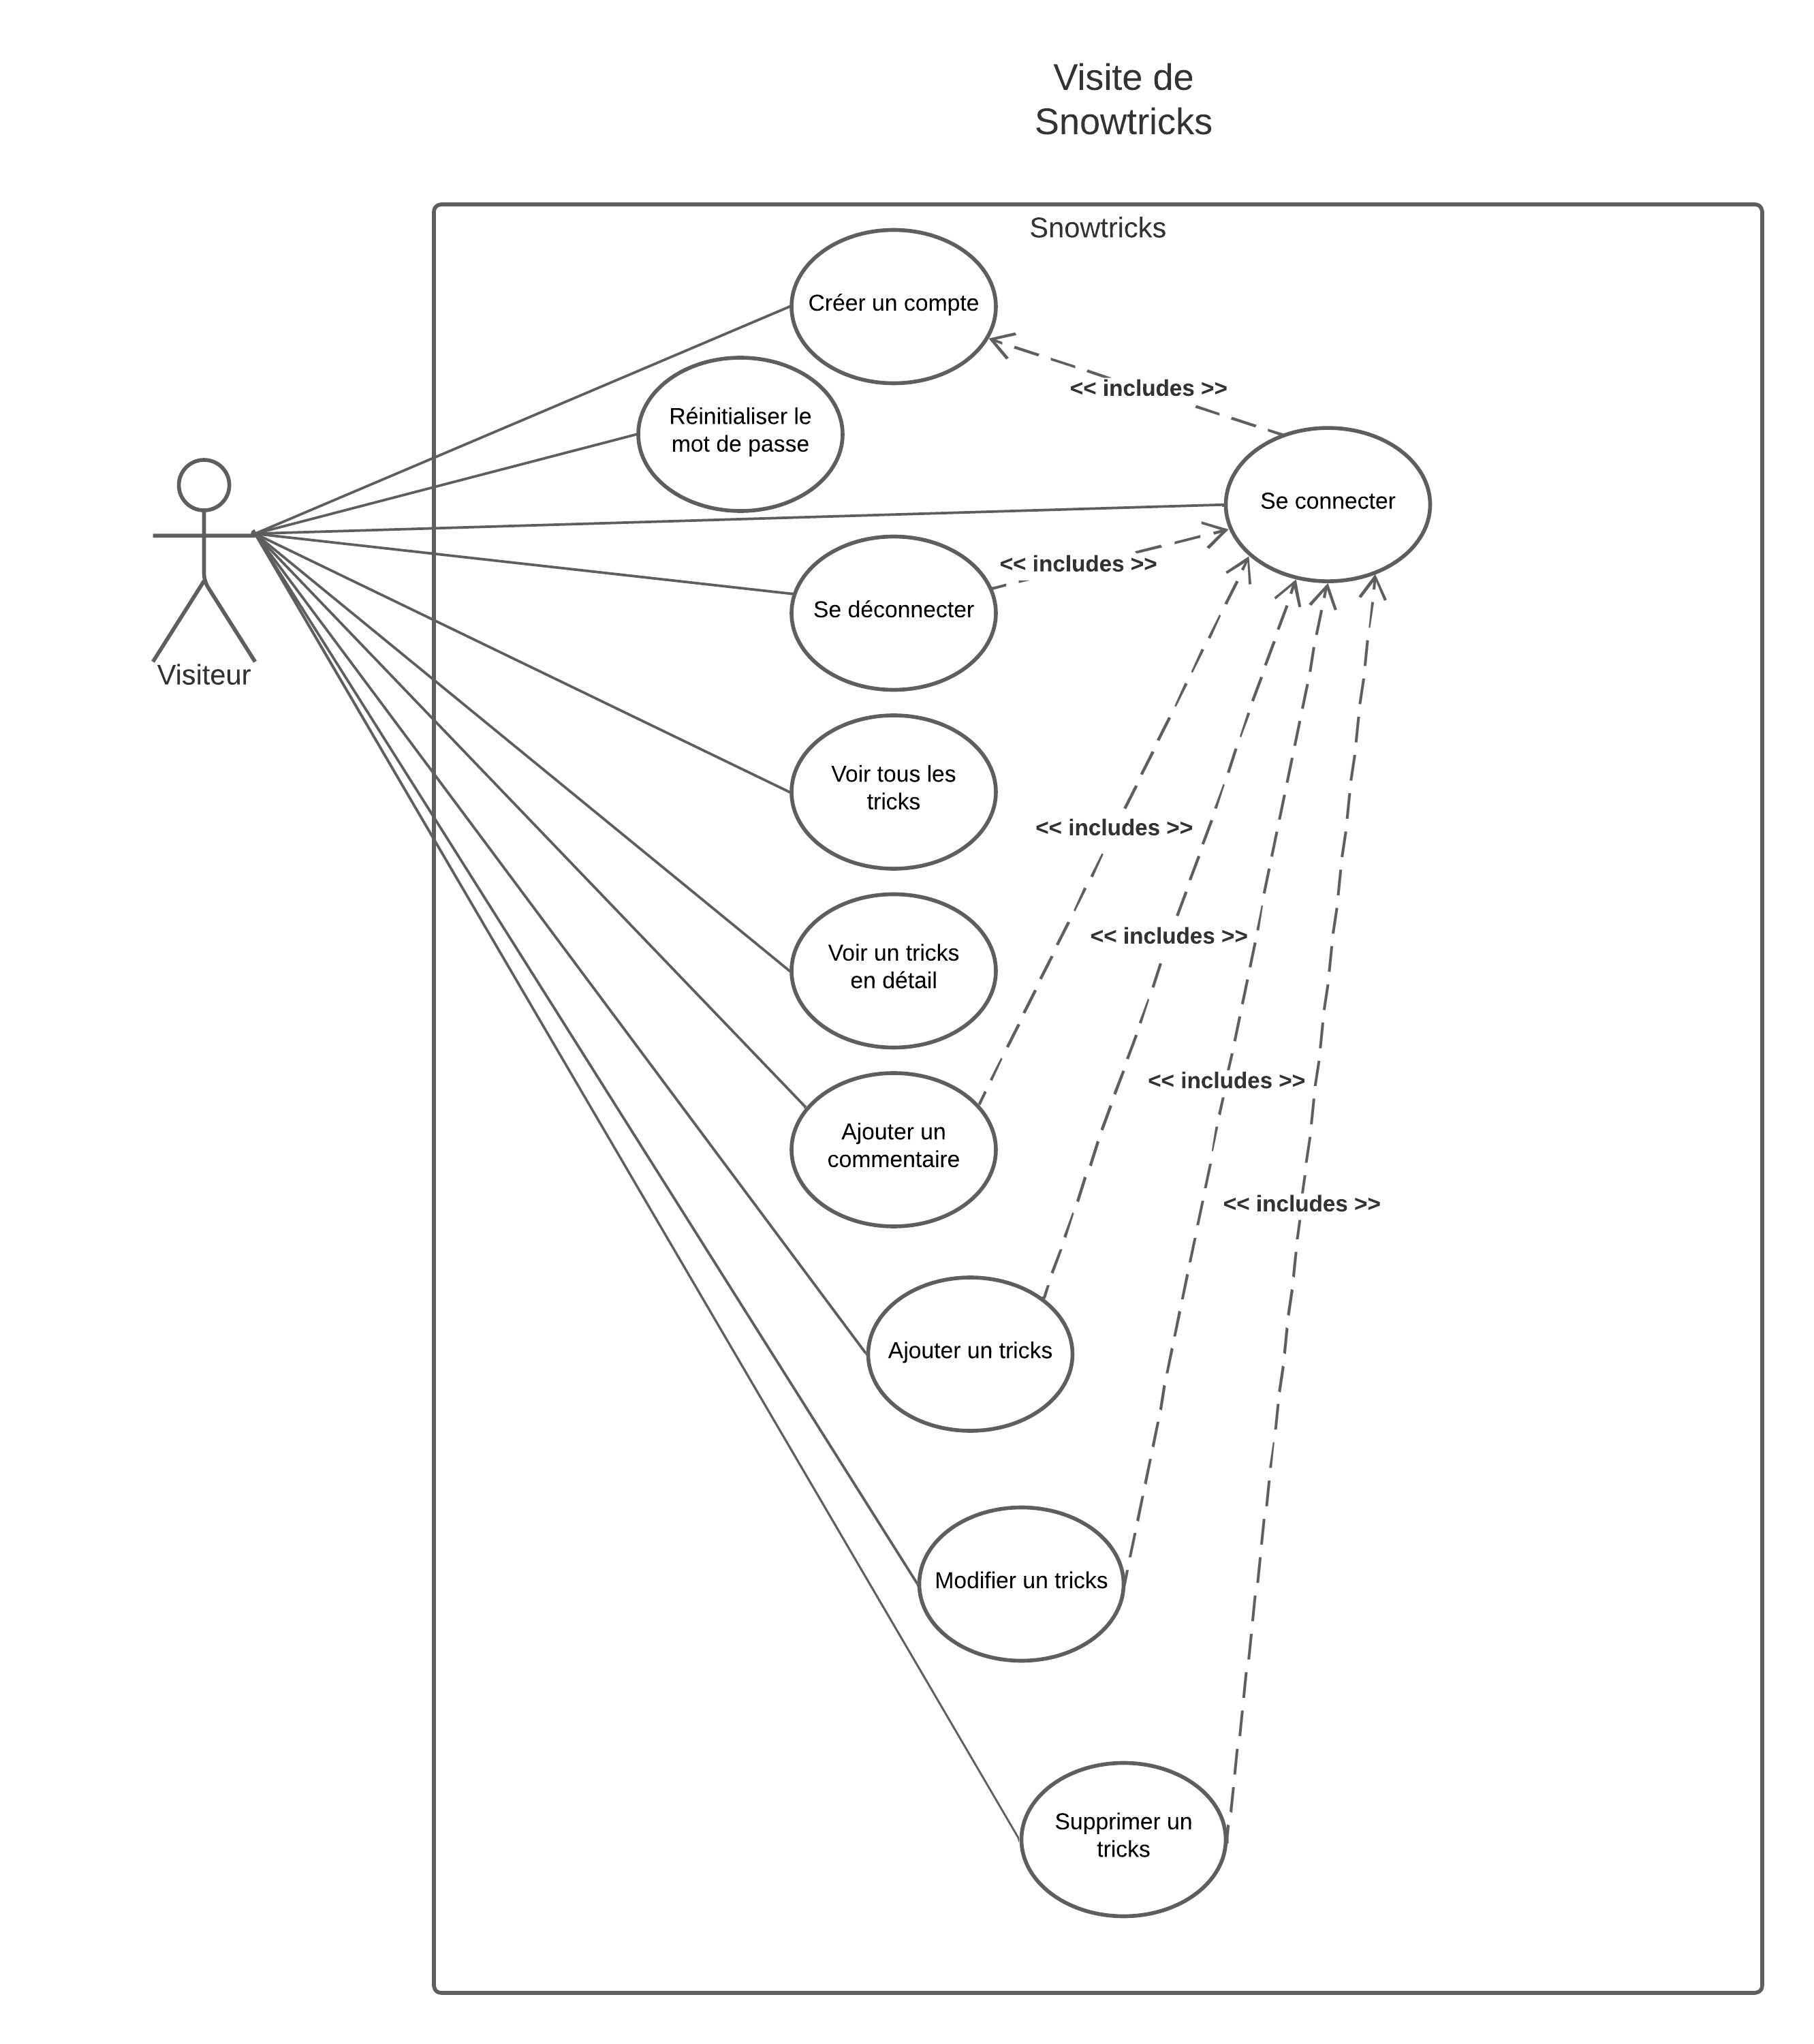 Visite de
Snowtricks
Snowtricks
Créer un compte
<< includes >>
Réinitialiser le
mot de passe
Se connecter
<< includes >>
Se déconnecter
Visiteur
Voir tous les
tricks
<< includes >>
<< includes >>
Voir un tricks
en détail
<< includes >>
Ajouter un
commentaire
<< includes >>
Ajouter un tricks
Modifier un tricks
Supprimer un
tricks